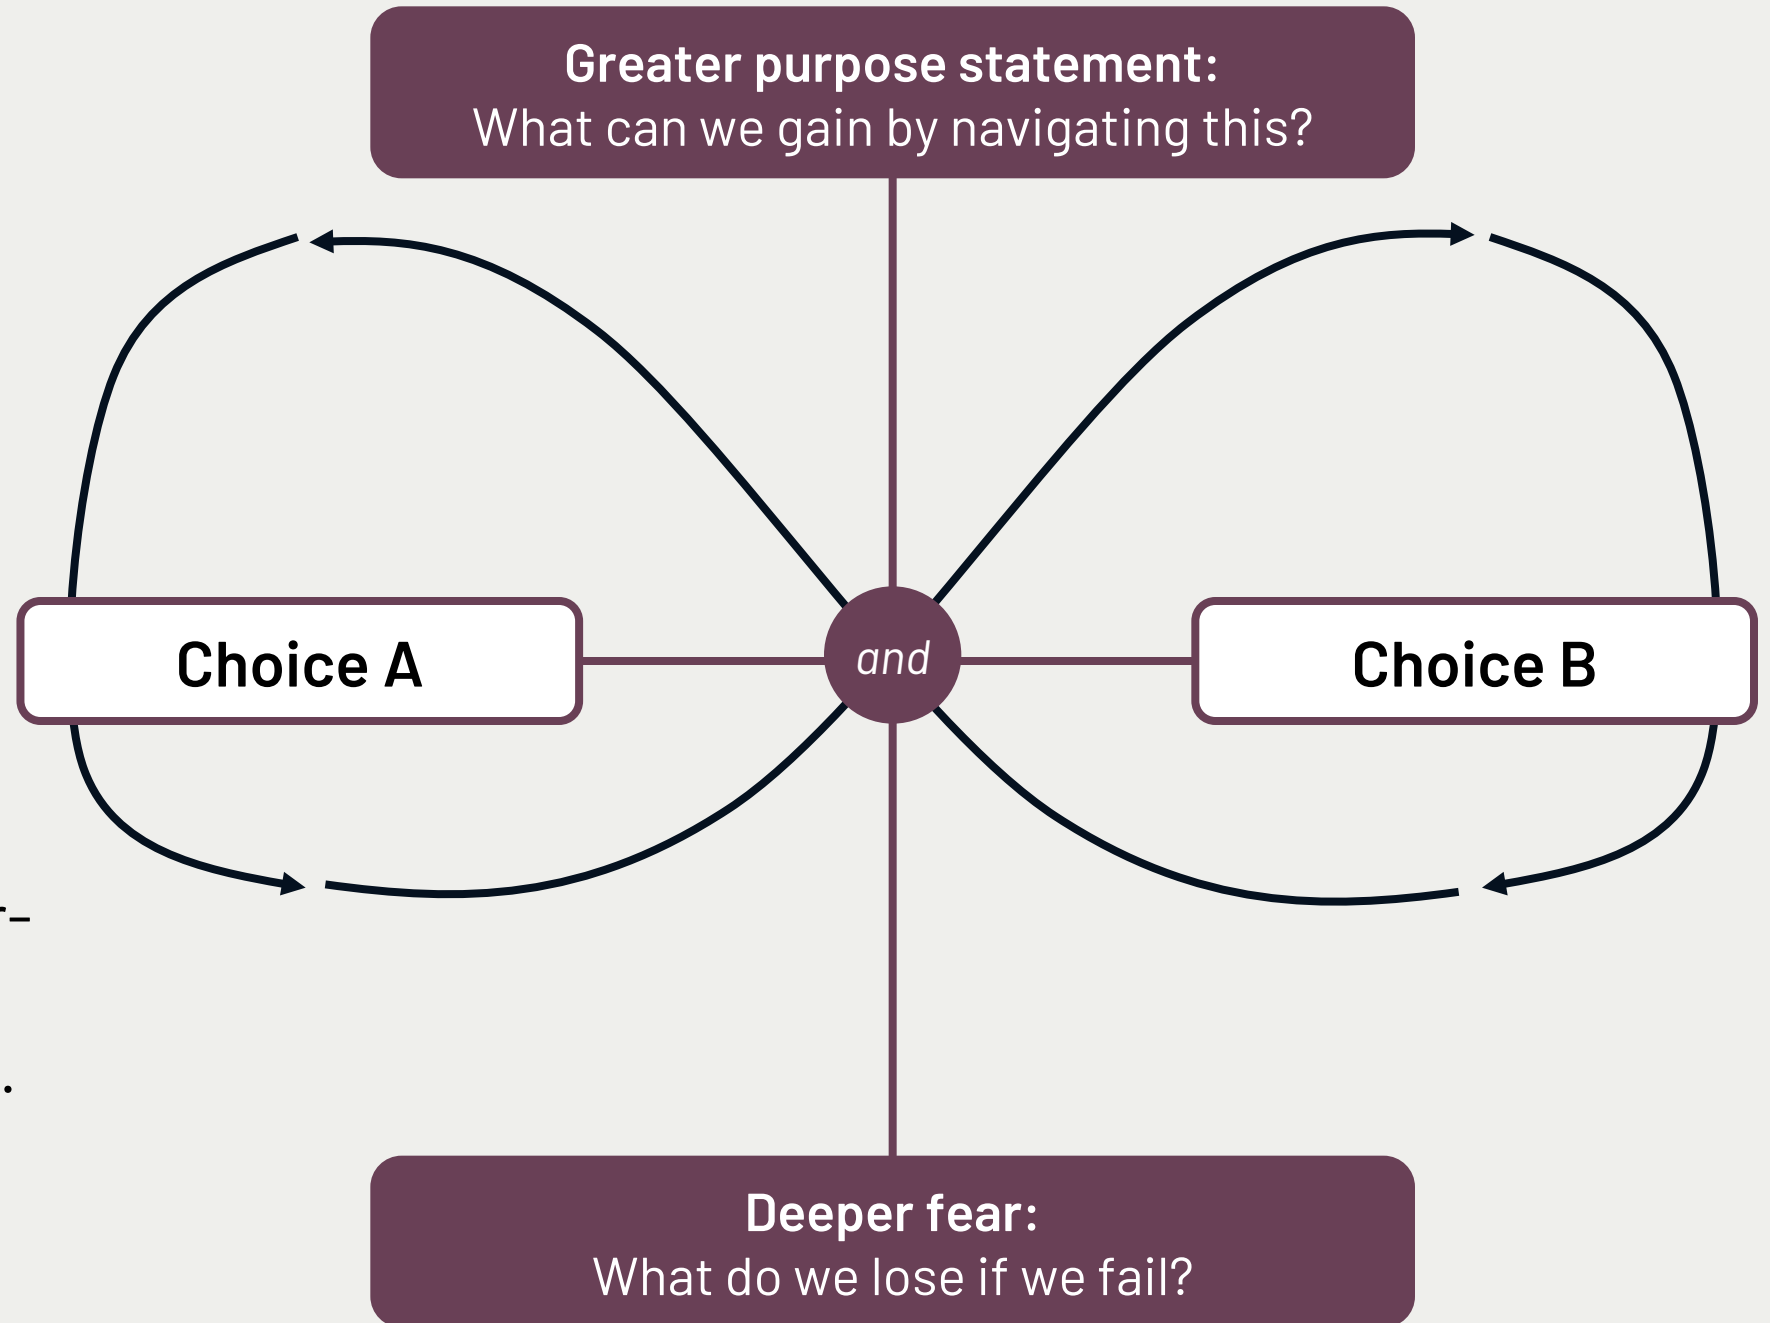 Greater purpose statement:
What can we gain by navigating this?
Choice A
and
Choice B
Deeper fear:
What do we lose if we fail?